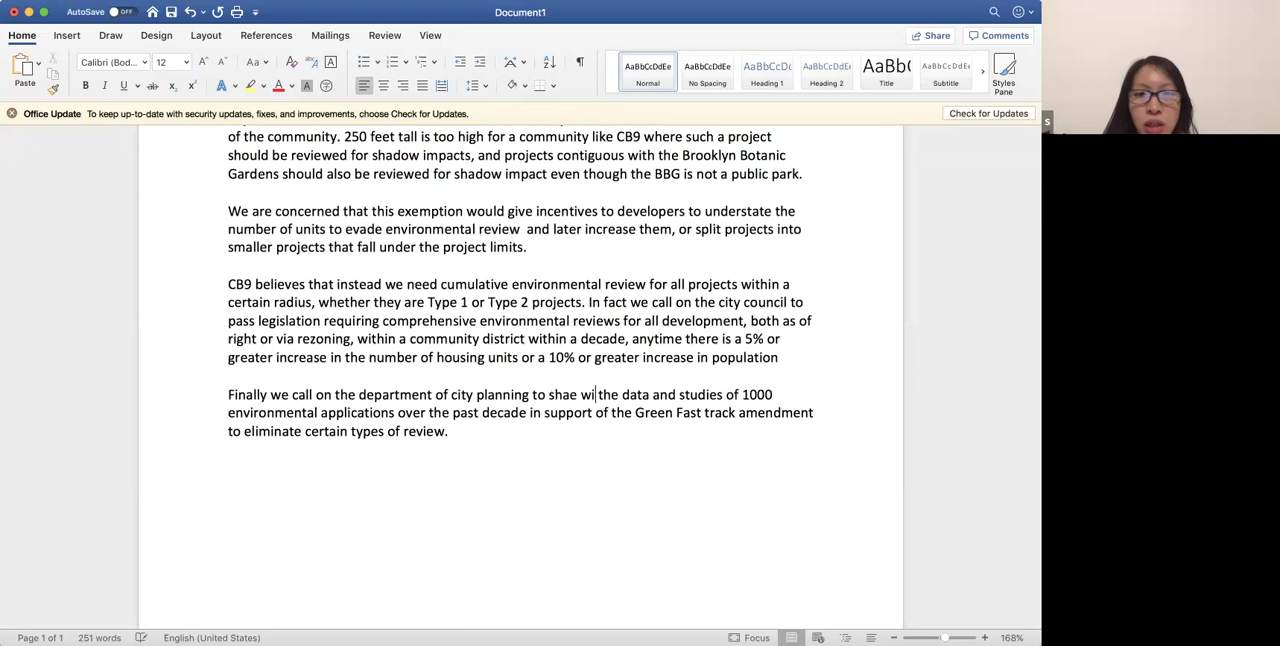 AutoSave OFF
Document1
Home Insert Draw Design Layout References Mailings Review View
Share Comments
Paste
Calibri (Bod... 12
Aa
A
B I U ab x₂ x² A A A
AaBbCcDdEe AaBbCcDdEe AaBbCcDc AaBbCcDdEe AaBb( AaBbCcDdEe
Normal No Spacing Heading 1 Heading 2 Title Subtitle
Styles
Pane
Office Update To keep up-to-date with security updates, fixes, and improvements, choose Check for Updates.
Check for Updates
S
of the community. 250 feet tall is too high for a community like CB9 where such a project
should be reviewed for shadow impacts, and projects contiguous with the Brooklyn Botanic
Gardens should also be reviewed for shadow impact even though the BBG is not a public park.
We are concerned that this exemption would give incentives to developers to understate the
number of units to evade environmental review and later increase them, or split projects into
smaller projects that fall under the project limits.
CB9 believes that instead we need cumulative environmental review for all projects within a
certain radius, whether they are Type 1 or Type 2 projects. In fact we call on the city council to
pass legislation requiring comprehensive environmental reviews for all development, both as of
right or via rezoning, within a community district within a decade, anytime there is a 5% or
greater increase in the number of housing units or a 10% or greater increase in population
Finally we call on the department of city planning to shae wi the data and studies of 1000
environmental applications over the past decade in support of the Green Fast track amendment
to eliminate certain types of review.
Page 1 of 1 251 words English (United States)
Focus
168%